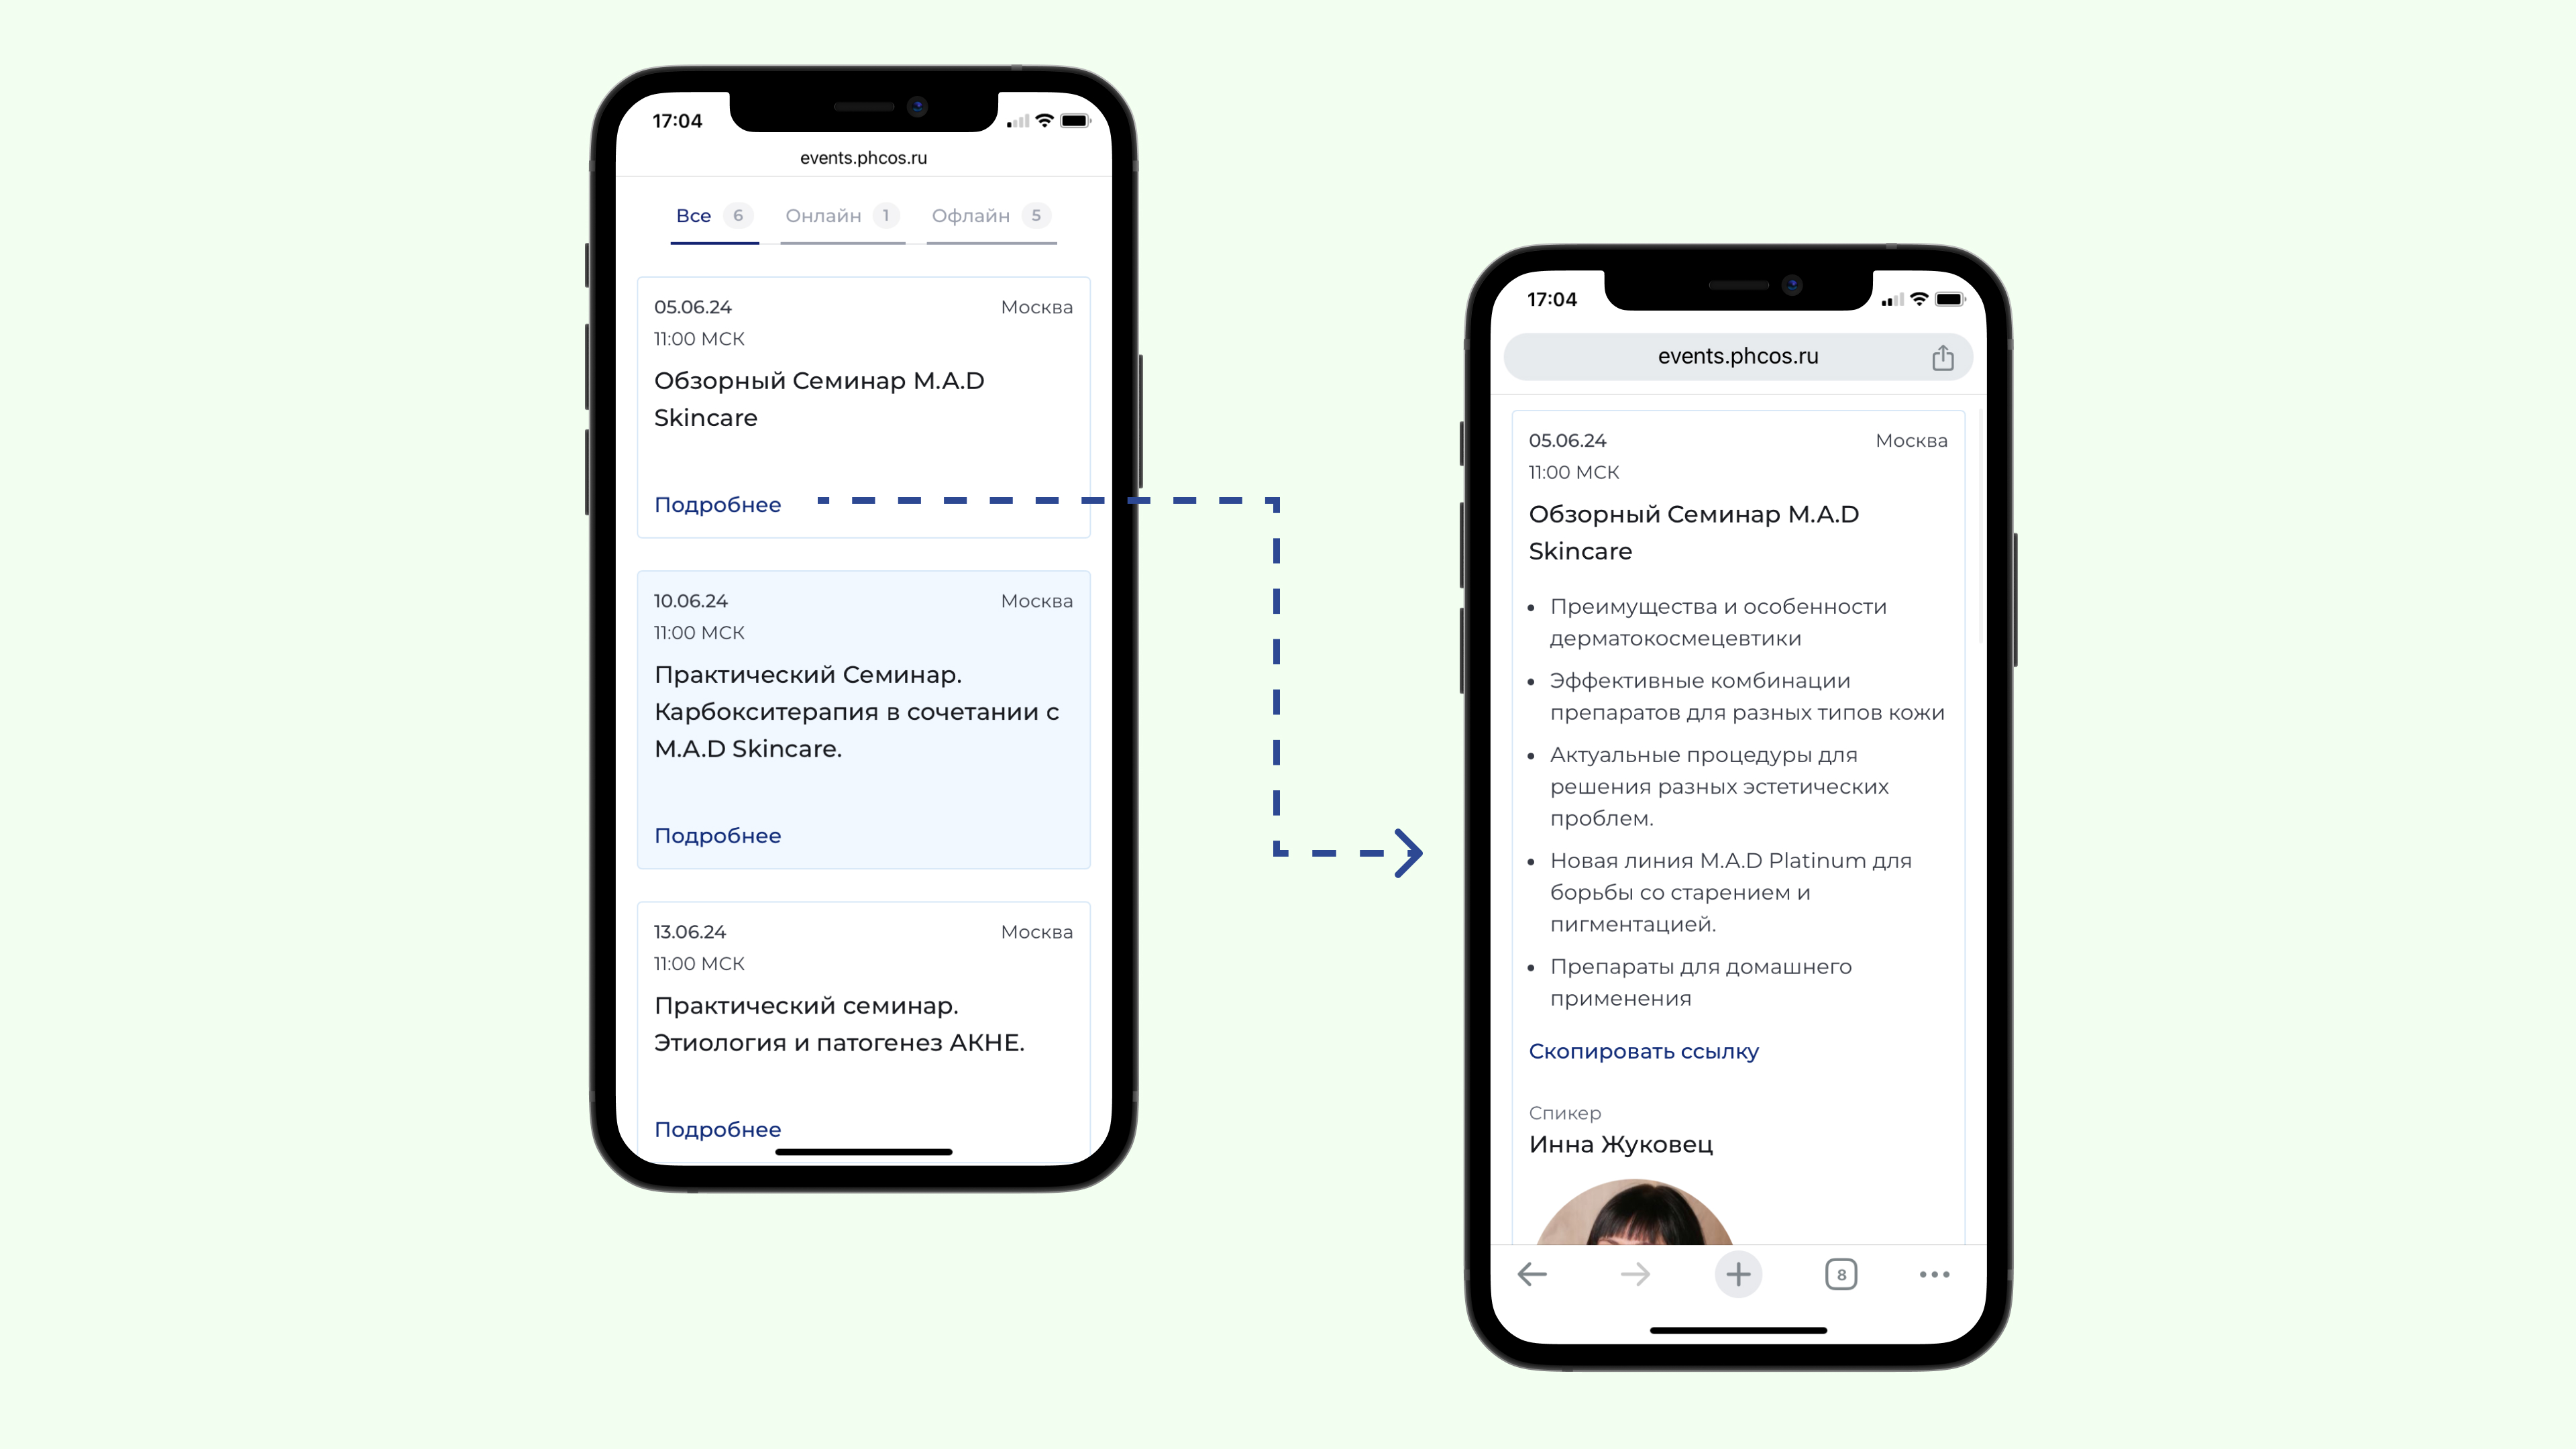 17:04
events.phcos.ru
Все 6 Онлайн 1 Офлайн 5
05.06.24 Москва
11:00 МСК
Обзорный Семинар M.A.D
Skincare
Подробнее
10.06.24 Москва
11:00 МСК
Практический Семинар.
Карбокситерапия в сочетании с
M.A.D Skincare.
Подробнее
13.06.24 Москва
11:00 МСК
Практический семинар.
Этиология и патогенез АКНЕ.
Подробнее
17:04
events.phcos.ru
05.06.24 Москва
11:00 МСК
Обзорный Семинар M.A.D
Skincare
• Преимущества и особенности
дерматокосмецевтики
• Эффективные комбинации
препаратов для разных типов кожи
• Актуальные процедуры для
решения разных эстетических
проблем.
• Новая линия M.A.D Platinum для
борьбы со старением и
пигментацией.
• Препараты для домашнего
применения
Скопировать ссылку
Спикер
Инна Жуковец
8